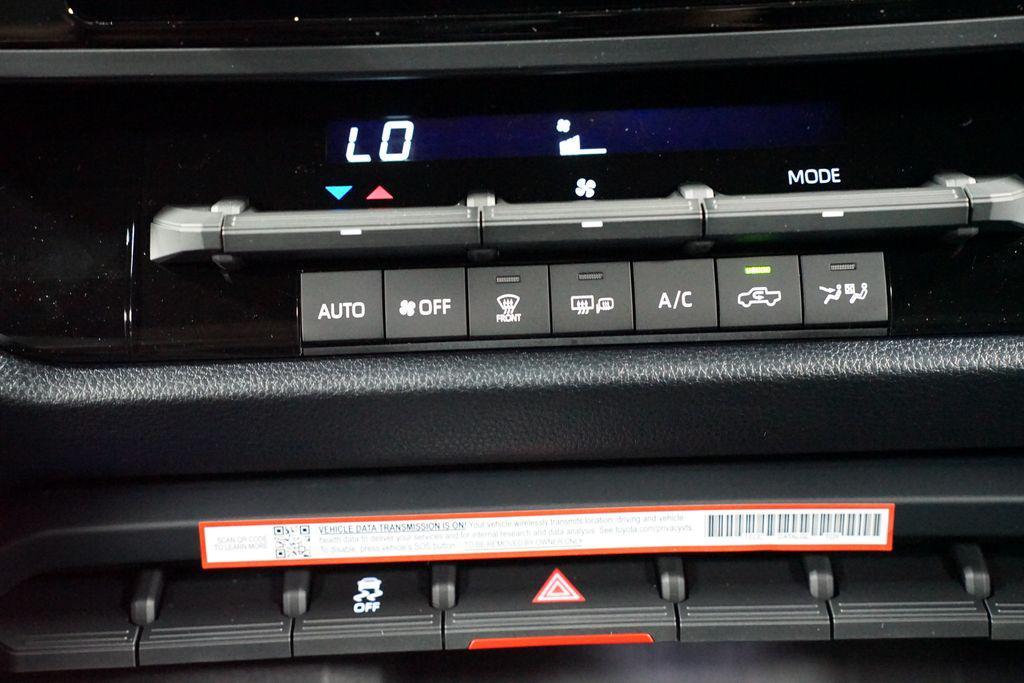 LO
MODE
AUTO
OFF
FRONT
A/C
SCAN QR CODE
TO LEARN MORE
VEHICLE DATA TRANSMISSION IS ON! Your vehicle wirelessly transmits location, driving and vehicle
health data to deliver your services and for internal research and data analysis. See toyota.com/privacyvts.
To disable, press vehicle's SOS button. TO BE REMOVED BY OWNER ONLY
OFF